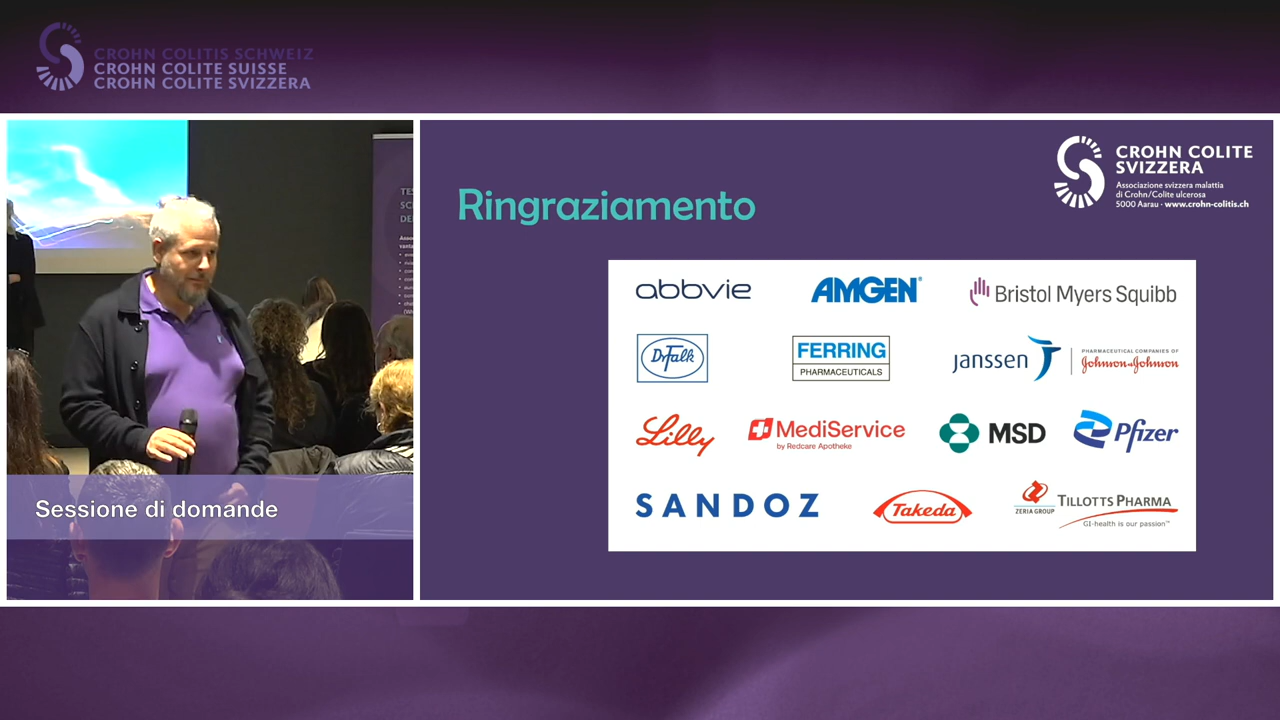 CROHN COLITIS SCHWEIZ
CROHN COLITE SUISSE
CROHN COLITE SVIZZERA
Sessione di domande
Ringraziamento
CROHN COLITE
SVIZZERA
Associazione svizzera malattia
di Crohn/Colite ulcerosa
5000 Aarau - www.crohn-colitis.ch
abbvie
AMGEN®
Bristol Myers Squibb
Dr Falk
FERRING
PHARMACEUTICALS
janssen
PHARMACEUTICAL COMPANIES OF
Johnson & Johnson
Lilly
MediService
by Redcare Apotheke
MSD
Pfizer
SANDOZ
Takeda
ZERIA GROUP
TILLOTTS PHARMA
GI-health is our passion™